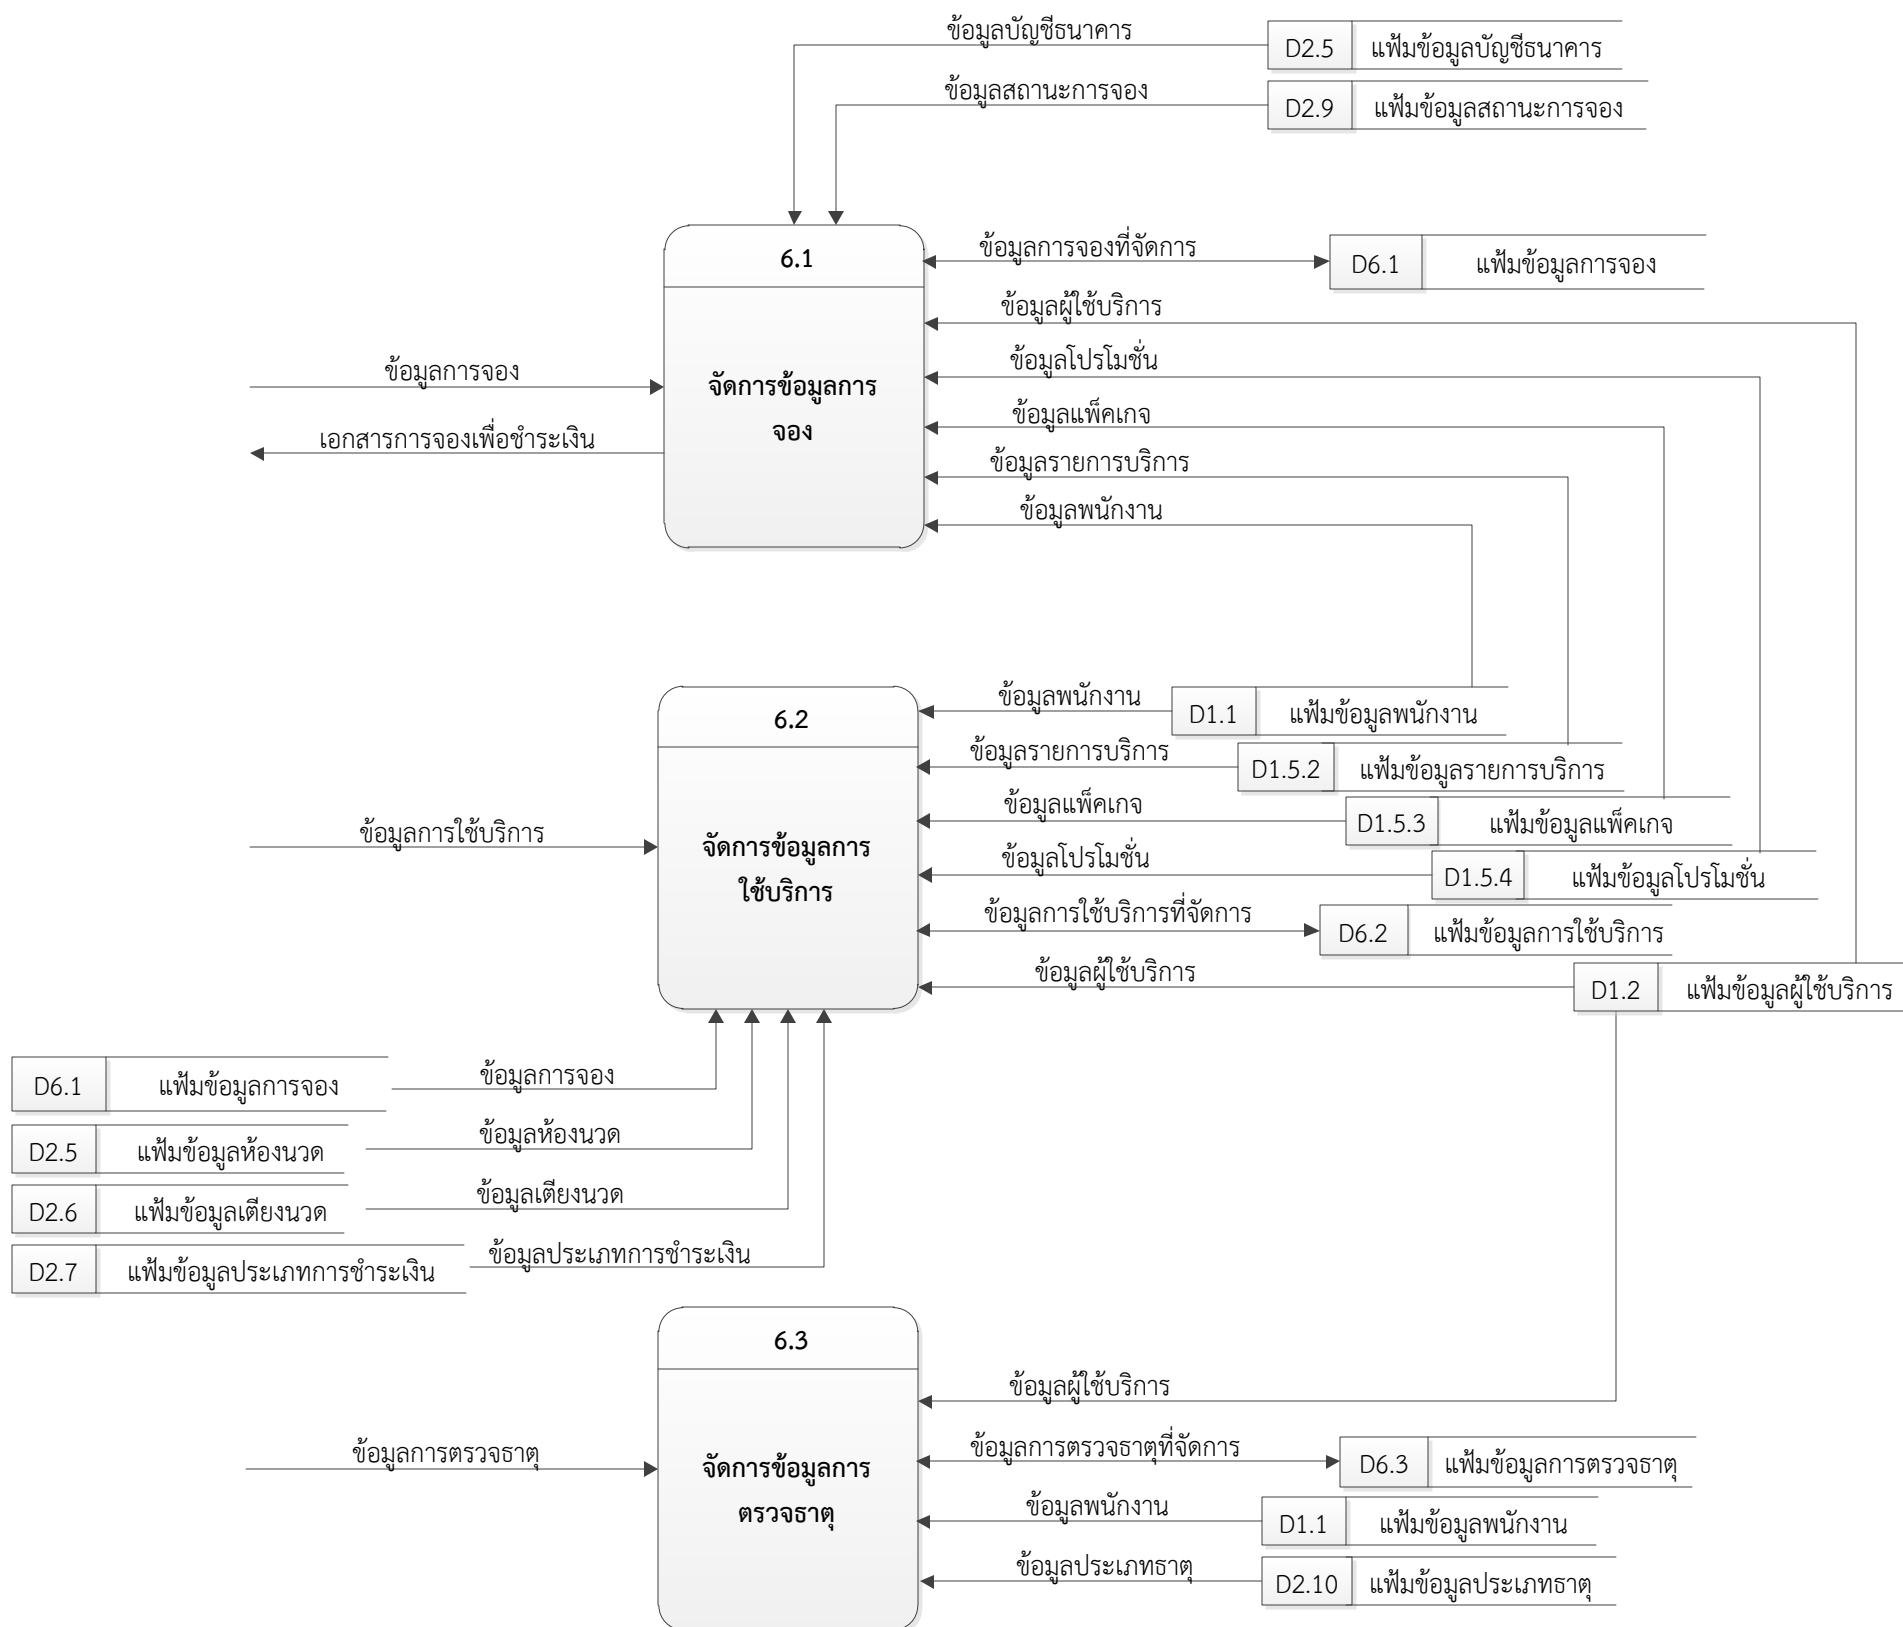 ข้อมูลบัญชีธนาคาร
D2.5 แฟ้มข้อมูลบัญชีธนาคาร
ข้อมูลสถานะการจอง
D2.9 แฟ้มข้อมูลสถานะการจอง
6.1
จัดการข้อมูลการ
จอง
ข้อมูลการจอง
เอกสารการจองเพื่อชำระเงิน
ข้อมูลการจองที่จัดการ
D6.1 แฟ้มข้อมูลการจอง
ข้อมูลผู้ใช้บริการ
ข้อมูลโปรโมชั่น
ข้อมูลแพ็คเกจ
ข้อมูลรายการบริการ
ข้อมูลพนักงาน
6.2
จัดการข้อมูลการ
ใช้บริการ
ข้อมูลการใช้บริการ
ข้อมูลพนักงาน
D1.1 แฟ้มข้อมูลพนักงาน
ข้อมูลรายการบริการ
D1.5.2 แฟ้มข้อมูลรายการบริการ
ข้อมูลแพ็คเกจ
D1.5.3 แฟ้มข้อมูลแพ็คเกจ
ข้อมูลโปรโมชั่น
D1.5.4 แฟ้มข้อมูลโปรโมชั่น
ข้อมูลการใช้บริการที่จัดการ
D6.2 แฟ้มข้อมูลการใช้บริการ
ข้อมูลผู้ใช้บริการ
D1.2 แฟ้มข้อมูลผู้ใช้บริการ
D6.1 แฟ้มข้อมูลการจอง
ข้อมูลการจอง
D2.5 แฟ้มข้อมูลห้องนวด
ข้อมูลห้องนวด
D2.6 แฟ้มข้อมูลเตียงนวด
ข้อมูลเตียงนวด
D2.7 แฟ้มข้อมูลประเภทการชำระเงิน
ข้อมูลประเภทการชำระเงิน
6.3
จัดการข้อมูลการ
ตรวจธาตุ
ข้อมูลการตรวจธาตุ
ข้อมูลผู้ใช้บริการ
ข้อมูลการตรวจธาตุที่จัดการ
D6.3 แฟ้มข้อมูลการตรวจธาตุ
ข้อมูลพนักงาน
D1.1 แฟ้มข้อมูลพนักงาน
ข้อมูลประเภทธาตุ
D2.10 แฟ้มข้อมูลประเภทธาตุ